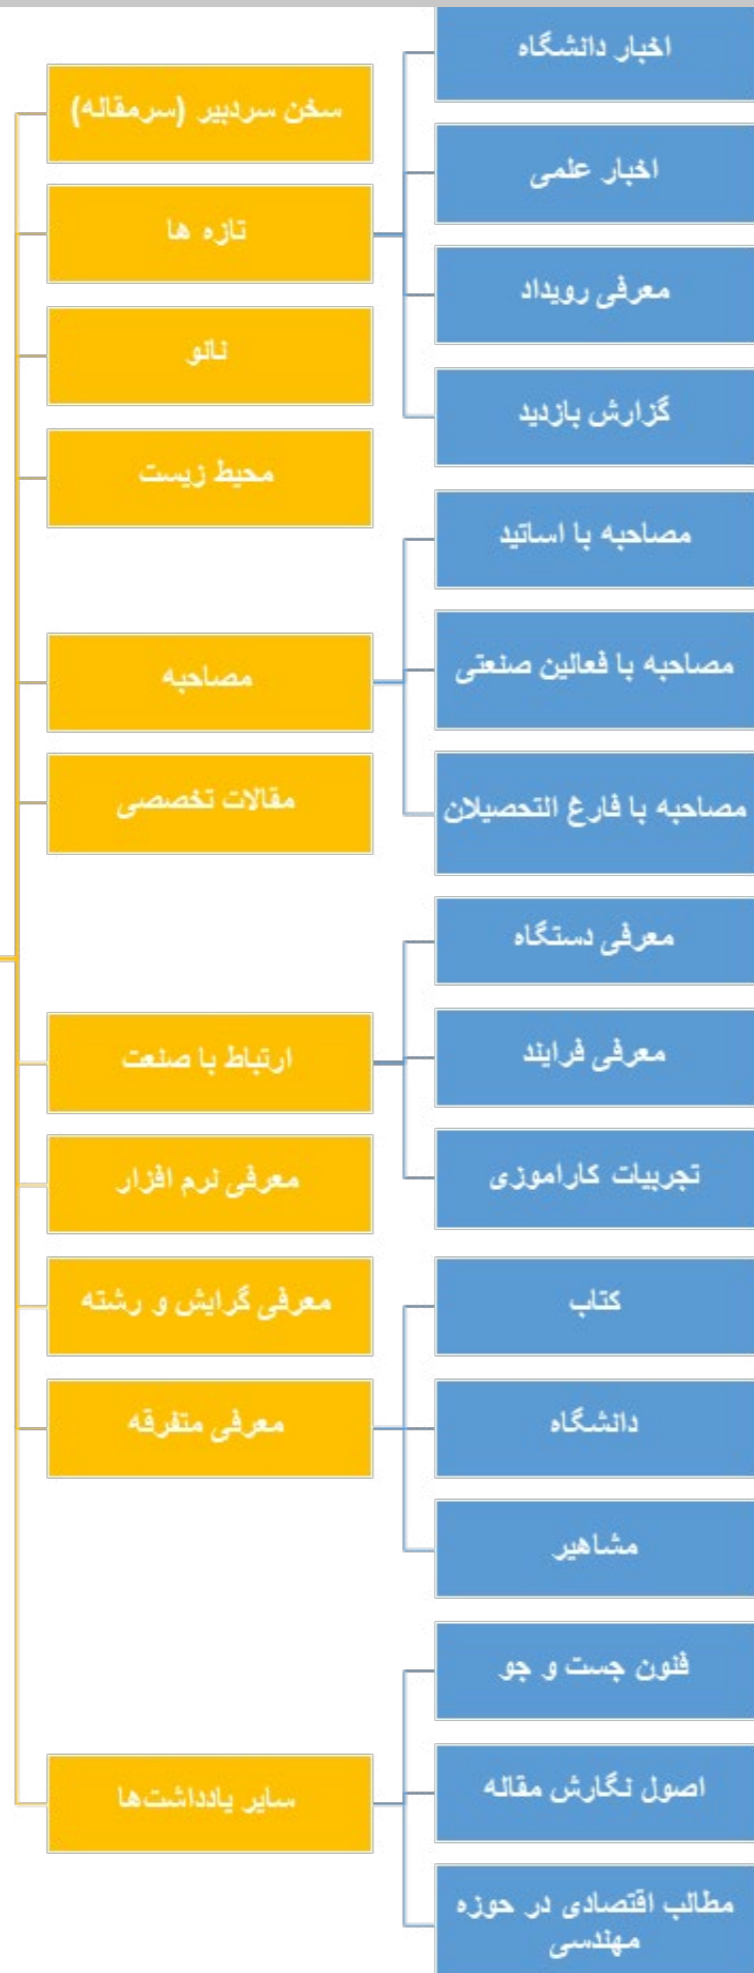 سخن سردبیر (سرمقاله)
تازه ها
اخبار دانشگاه
اخبار علمی
معرفی رویداد
گزارش بازدید
نانو
محیط زیست
مصاحبه
مصاحبه با اساتید
مصاحبه با فعالین صنعتی
مصاحبه با فارغ التحصیلان
مقالات تخصصی
ارتباط با صنعت
معرفی دستگاه
معرفی فرایند
تجربیات کاراموزی
معرفی نرم افزار
معرفی گرایش و رشته
معرفی متفرقه
کتاب
دانشگاه
مشاهیر
سایر یادداشت‌ها
فنون جست و جو
اصول نگارش مقاله
مطالب اقتصادی در حوزه
مهندسی